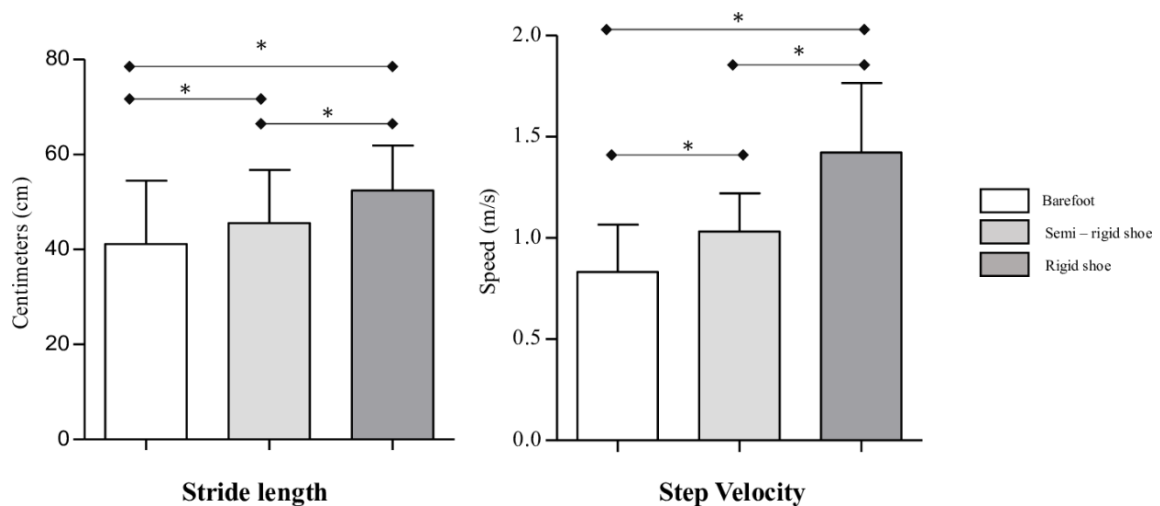 Centimeters (cm)
80
60
40
20
0
*
*
*
Stride length
Speed (m/s)
2.0
1.5
1.0
0.5
0.0
*
*
*
Step Velocity
Barefoot
Semi – rigid shoe
Rigid shoe